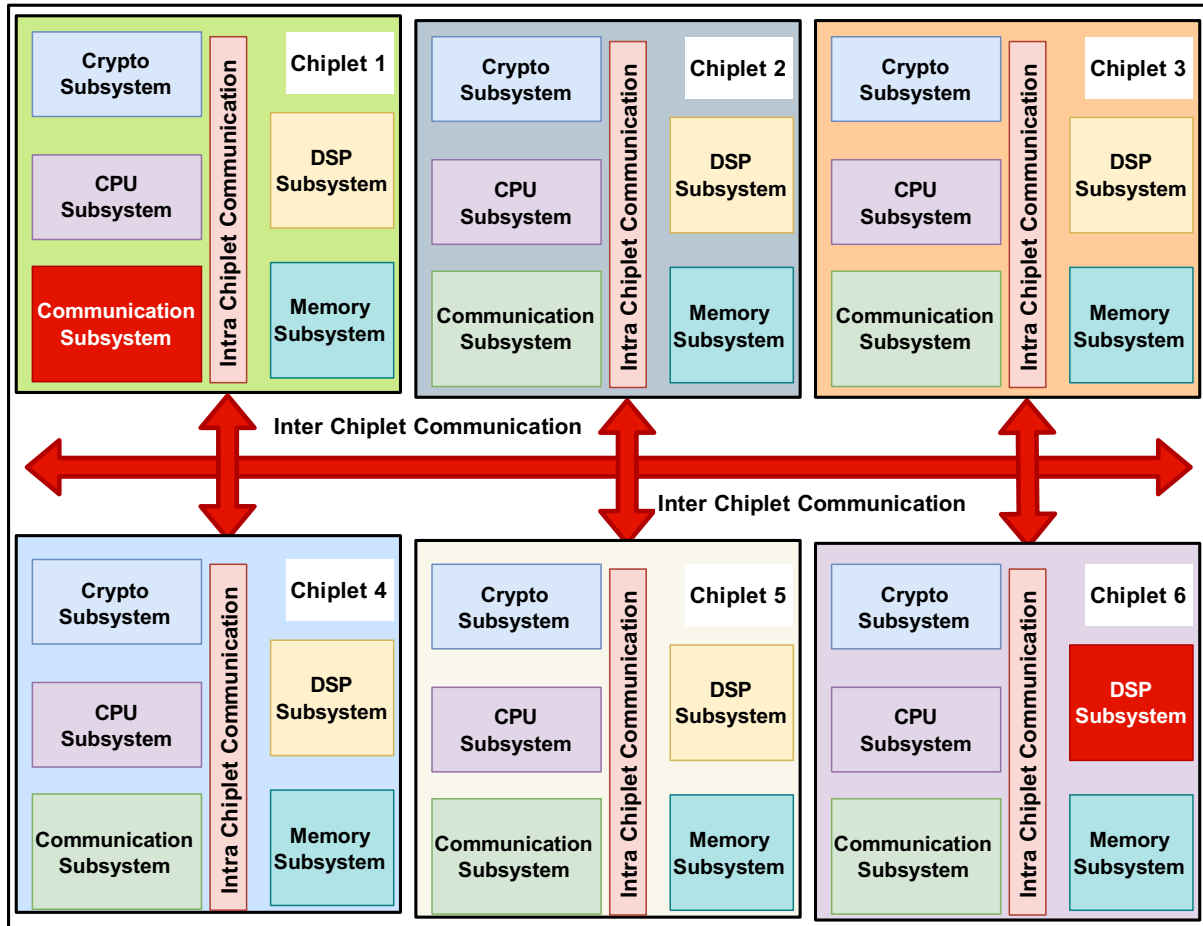 Crypto
Subsystem
Intra Chiplet Communication
Chiplet 1
DSP
Subsystem
CPU
Subsystem
Communication
Subsystem
Memory
Subsystem
Crypto
Subsystem
Intra Chiplet Communication
Chiplet 2
DSP
Subsystem
CPU
Subsystem
Communication
Subsystem
Memory
Subsystem
Crypto
Subsystem
Intra Chiplet Communication
Chiplet 3
DSP
Subsystem
CPU
Subsystem
Communication
Subsystem
Memory
Subsystem
Inter Chiplet Communication
Inter Chiplet Communication
Crypto
Subsystem
Intra Chiplet Communication
Chiplet 4
DSP
Subsystem
CPU
Subsystem
Communication
Subsystem
Memory
Subsystem
Crypto
Subsystem
Intra Chiplet Communication
Chiplet 5
DSP
Subsystem
CPU
Subsystem
Communication
Subsystem
Memory
Subsystem
Crypto
Subsystem
Intra Chiplet Communication
Chiplet 6
DSP
Subsystem
CPU
Subsystem
Communication
Subsystem
Memory
Subsystem